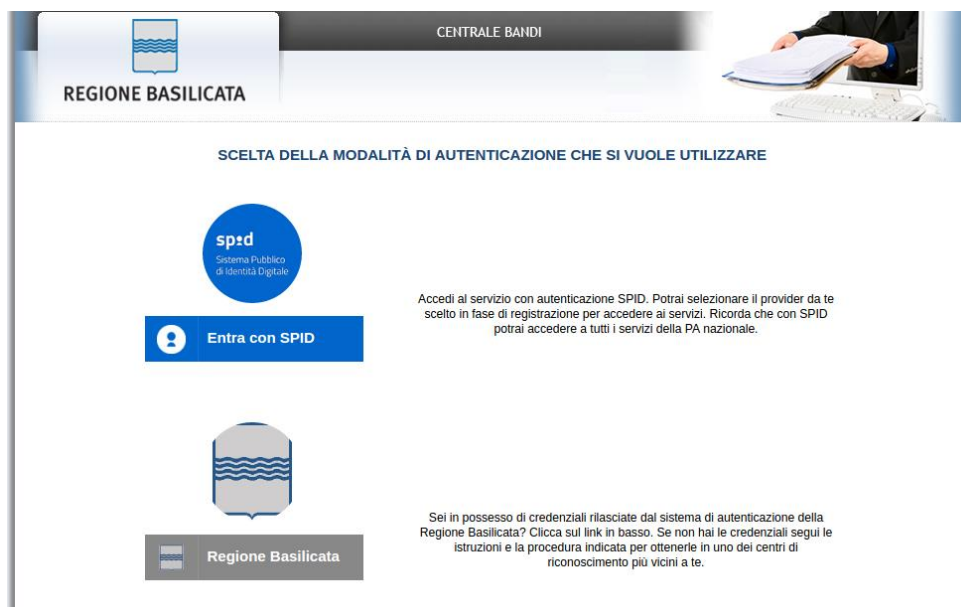 CENTRALE BANDI
REGIONE BASILICATA
SCELTA DELLA MODALITÀ DI AUTENTICAZIONE CHE SI VUOLE UTILIZZARE
spid
Sistema Pubblico
di Identità Digitale
Entra con SPID
Accedi al servizio con autenticazione SPID. Potrai selezionare il provider da te
scelto in fase di registrazione per accedere ai servizi. Ricorda che con SPID
potrai accedere a tutti i servizi della PA nazionale.
Regione Basilicata
Sei in possesso di credenziali rilasciate dal sistema di autenticazione della
Regione Basilicata? Clicca sul link in basso. Se non hai le credenziali segui le
istruzioni e la procedura indicata per ottenerle in uno dei centri di
riconoscimento più vicini a te.